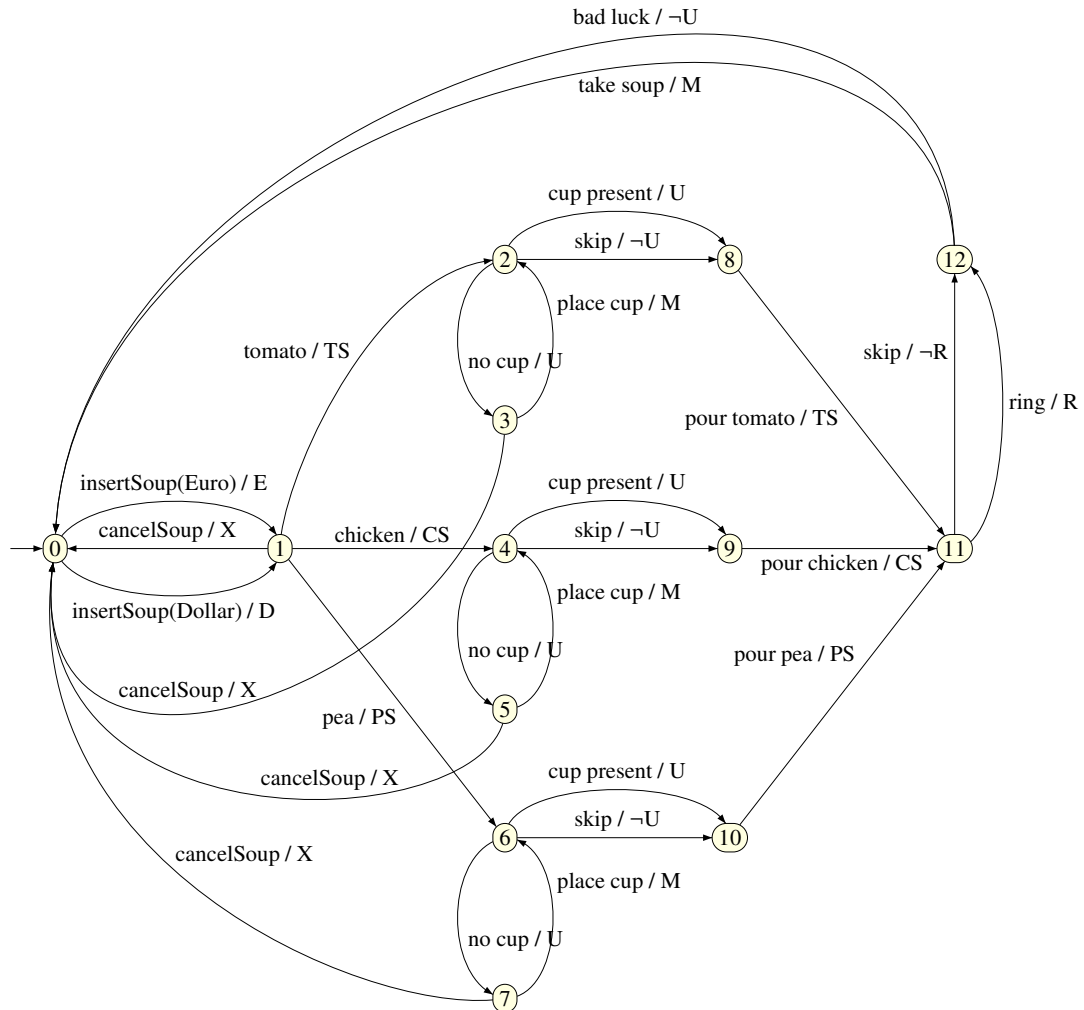 bad luck / ¬U
take soup / M
cup present / U
skip / ¬U
2
8
12
place cup / M
tomato / TS
no cup / U
skip / ¬R
ring / R
3
pour tomato / TS
insertSoup(Euro) / E
cup present / U
cancelSoup / X
chicken / CS
skip / ¬U
0
1
4
9
11
pour chicken / CS
insertSoup(Dollar) / D
place cup / M
no cup / U
pour pea / PS
cancelSoup / X
5
pea / PS
cancelSoup / X
cup present / U
skip / ¬U
6
10
cancelSoup / X
place cup / M
no cup / U
7